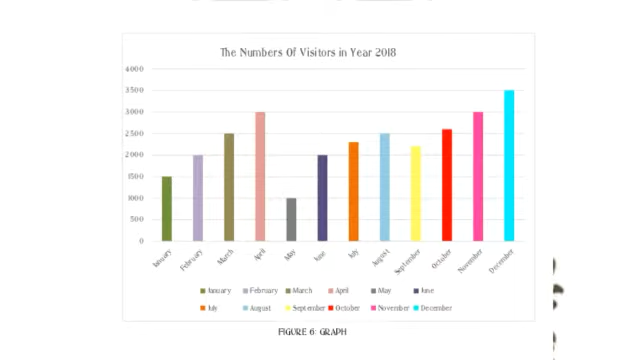 The Numbers Of Visitors in Year 2018
4000
3500
3000
2500
2000
1500
1000
500
0
January February March April May June July August September October November December
January February March April May June
July August September October November December
FIGURE 6: GRAPH